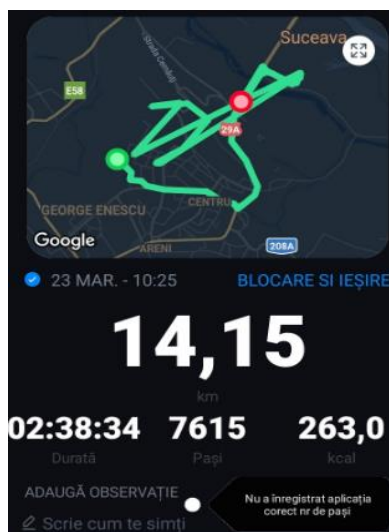 Suceava
Strada Cernăuți
E58
29A
CENTRU
GEORGE ENESCU
Google
ARENI
208A
23 MAR. - 10:25
BLOCARE SI IEȘIRE
14,15
km
02:38:34 7615 263,0
Durată Pași kcal
ADAUGĂ OBSERVAȚIE
Nu a înregistrat aplicația
corect nr de pași
Scrie cum te simți